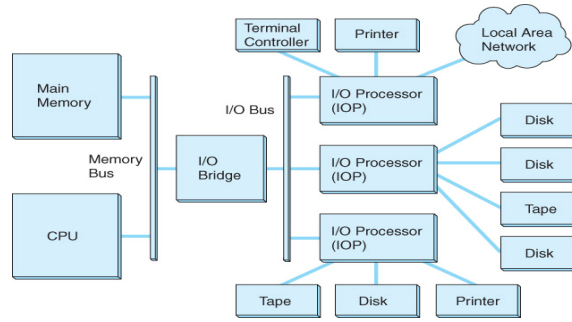 Terminal
Controller
Printer
Local Area
Network
Main
Memory
I/O Bus
I/O Processor
(IOP)
Disk
Memory
Bus
I/O
Bridge
I/O Processor
(IOP)
Disk
Tape
CPU
I/O Processor
(IOP)
Disk
Tape
Disk
Printer